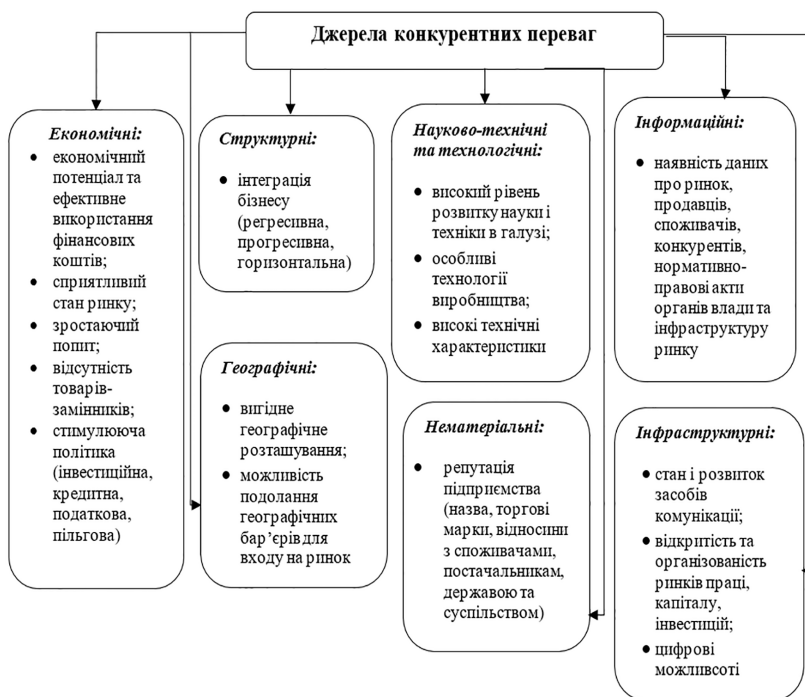 Джерела конкурентних переваг
Економічні:
• економічний
потенціал та
ефективне
використання
фінансових
коштів;
• сприятливий
стан ринку;
• зростаючий
попит;
• відсутність
товарів-
замінників;
• стимулююча
політика
(інвестиційна,
кредитна,
податкова,
пільгова)
Структурні:
• інтеграція
бізнесу
(регресивна,
прогресивна,
горизонтальна)
Географічні:
• вигідне
географічне
розташування;
• можливість
подолання
географічних
бар’єрів для
входу на ринок
Науково-технічні
та технологічні:
• високий рівень
розвитку науки і
техніки в галузі;
• особливі
технології
виробництва;
• високі технічні
характеристики
Нематеріальні:
• репутація
підприємства
(назва, торгові
марки, відносини
з споживачами,
постачальникам,
державою та
суспільством)
Інформаційні:
• наявність даних
про ринок,
продавців,
споживачів,
конкурентів,
нормативно-
правові акти
органів влади та
інфраструктуру
ринку
Інфраструктурні:
• стан і розвиток
засобів
комунікації;
• відкритість та
організованість
ринків праці,
капіталу,
інвестицій;
• цифрові
можливсоті